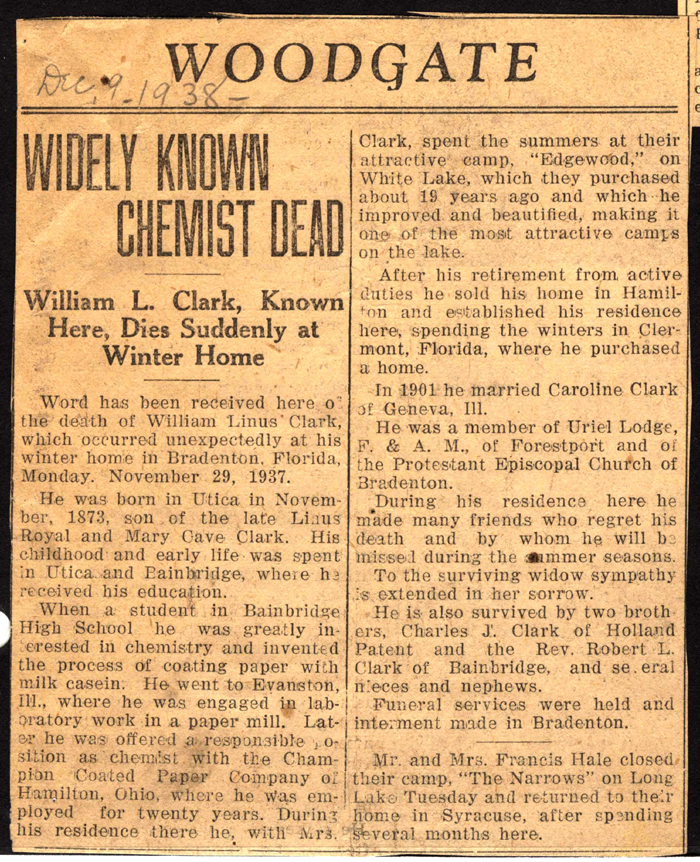 WOODGATE
Dec. 9-1938-
WIDELY KNOWN
CHEMIST DEAD
William L. Clark, Known
Here, Dies Suddenly at
Winter Home
Word has been received here of
the death of William Linus Clark,
which occurred unexpectedly at his
winter home in Bradenton, Florida,
Monday. November 29, 1937.
He was born in Utica in Novem-
ber, 1873, son of the late Linus
Royal and Mary Cave Clark. His
childhood and early life was spent
in Utica and Bainbridge, where he
received his education.
When a student in Bainbridge
High School he was greatly in-
terested in chemistry and invented
the process of coating paper with
milk casein. He went to Evanston,
Ill., where he was engaged in lab-
oratory work in a paper mill. Lat-
er he was offered a responsible po-
sition as chemist with the Cham-
pion Coated Paper Company of
Hamilton, Ohio, where he was em-
ployed for twenty years. During
his residence there he, with Mrs.
Clark, spent the summers at their
attractive camp, "Edgewood," on
White Lake, which they purchased
about 19 years ago and which he
improved and beautified, making it
one of the most attractive camps
on the lake.
After his retirement from active
duties he sold his home in Hamil-
ton and established his residence
here, spending the winters in Cler-
mont, Florida, where he purchased
a home.
In 1901 he married Caroline Clark
of Geneva, Ill.
He was a member of Uriel Lodge,
F. & A. M., of Forestport and of
the Protestant Episcopal Church of
Bradenton.
During his residence here he
made many friends who regret his
death and by whom he will be
missed during the summer seasons.
To the surviving widow sympathy
is extended in her sorrow.
He is also survived by two broth-
ers, Charles J. Clark of Holland
Patent and the Rev. Robert L.
Clark of Bainbridge, and several
nieces and nephews.
Funeral services were held and
interment made in Bradenton.
Mr. and Mrs. Francis Hale closed
their camp, "The Narrows" on Long
Lake Tuesday and returned to their
home in Syracuse, after spending
several months here.